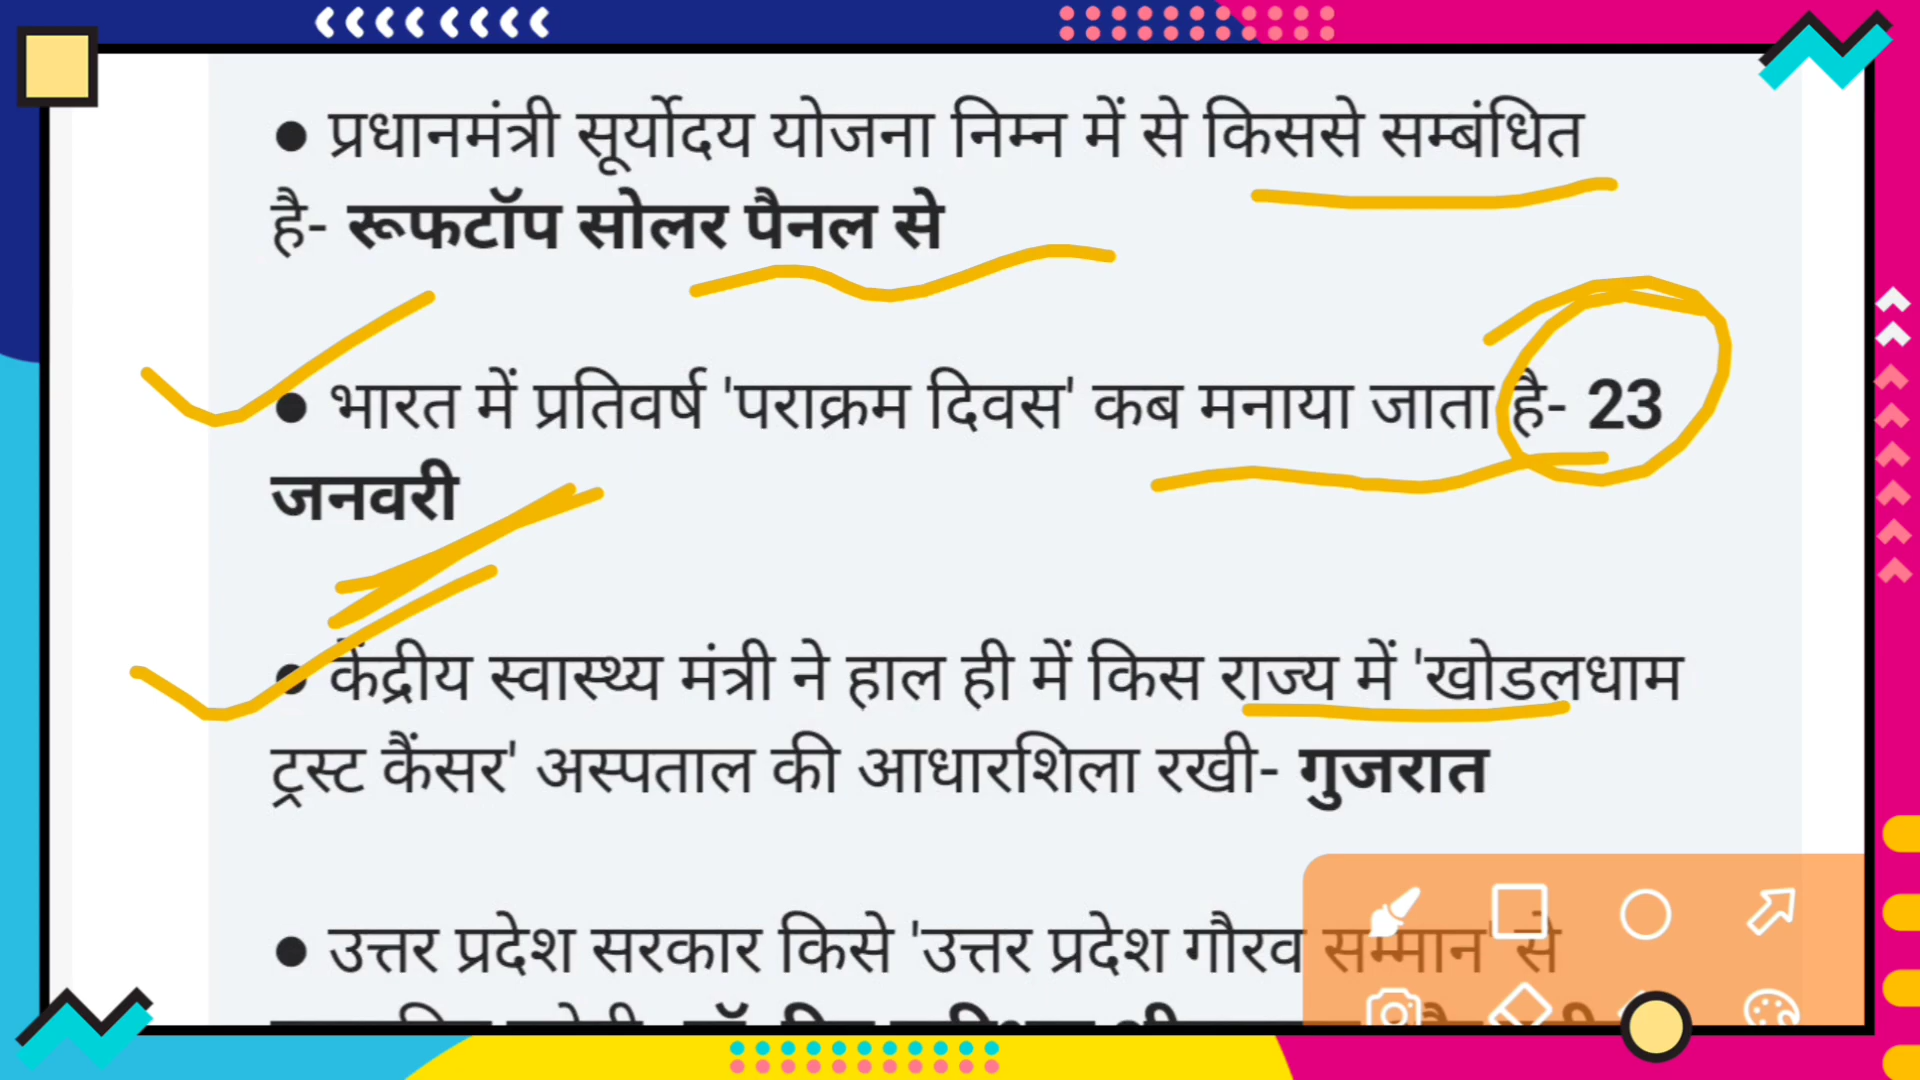 ● प्रधानमंत्री सूर्योदय योजना निम्न में से किससे सम्बंधित
है- रूफटॉप सोलर पैनल से
● भारत में प्रतिवर्ष 'पराक्रम दिवस' कब मनाया जाता है- 23
जनवरी
● केंद्रीय स्वास्थ्य मंत्री ने हाल ही में किस राज्य में 'खोडलधाम
ट्रस्ट कैंसर' अस्पताल की आधारशिला रखी- गुजरात
● उत्तर प्रदेश सरकार किसे 'उत्तर प्रदेश गौरव सम्मान' से